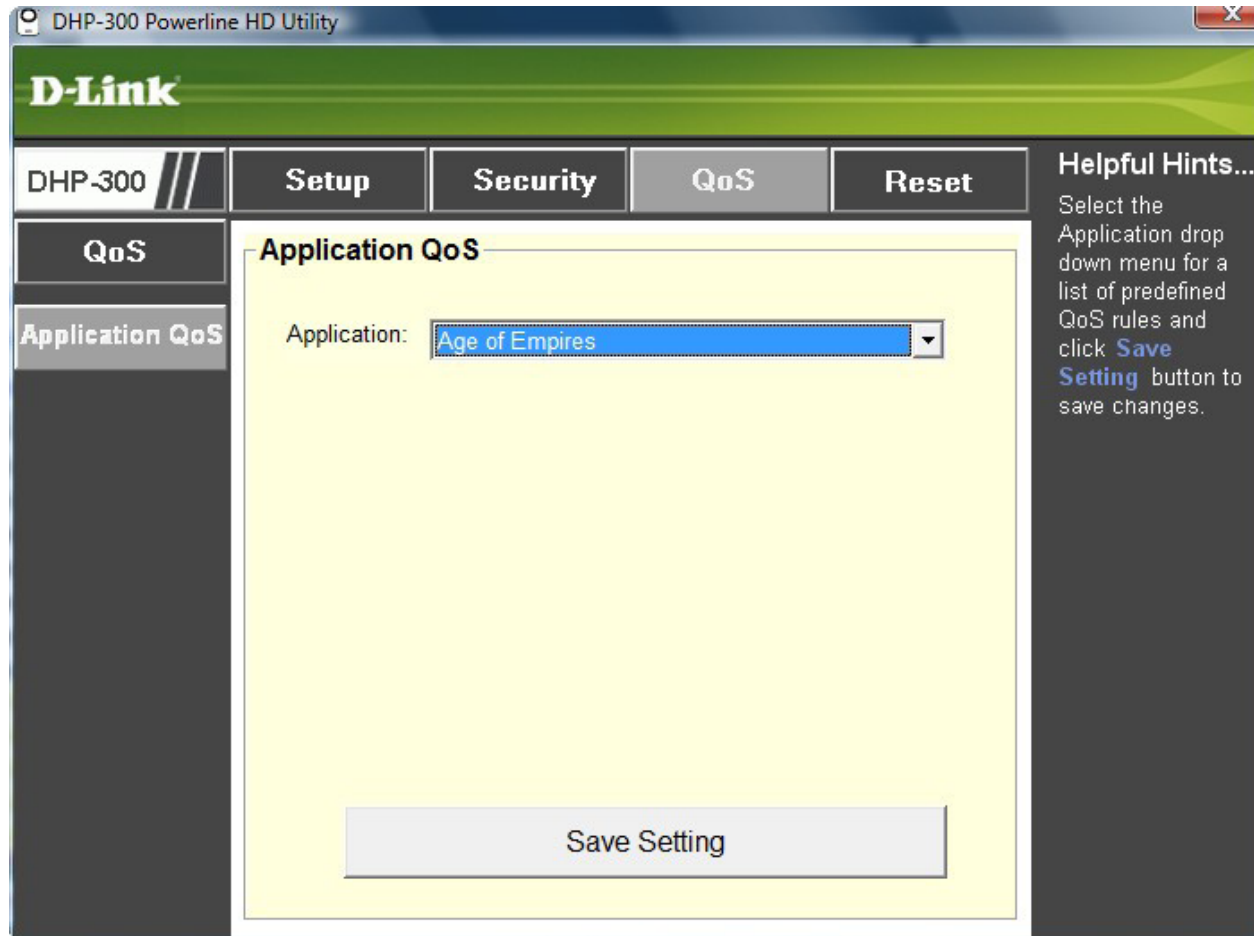 DHP-300 Powerline HD Utility
D-Link
DHP-300
Setup
Security
QoS
Reset
QoS
Application QoS
Application QoS
Application:
Age of Empires
Save Setting
Helpful Hints...
Select the
Application drop
down menu for a
list of predefined
QoS rules and
click Save
Setting button to
save changes.